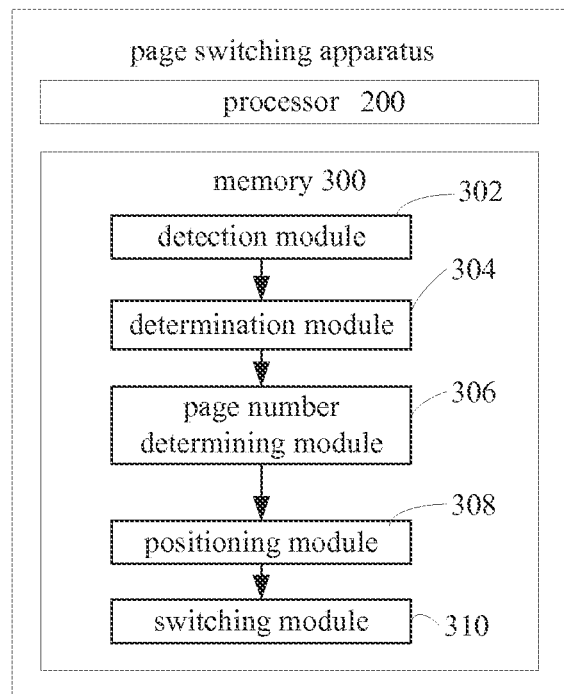 page switching apparatus
processor 200
memory 300
302
detection module
304
determination module
306
page number
determining module
308
positioning module
switching module
310